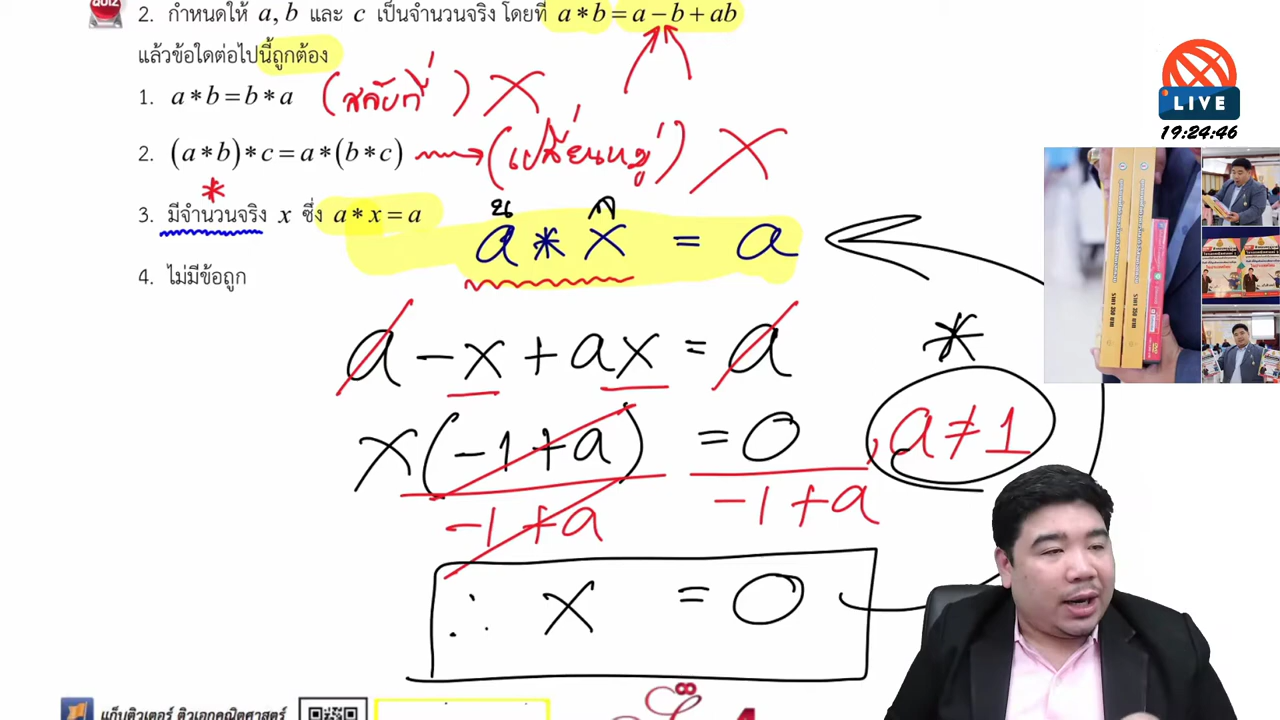 QUIZ
2. กำหนดให้ a, b และ c เป็นจำนวนจริง โดยที่ a * b = a − b + ab
แล้วข้อใดต่อไปนี้ถูกต้อง
1. a * b = b * a (สลับที่) X
2. (a * b) * c = a * (b * c) (เปลี่ยนหมู่) X
*
3. มีจำนวนจริง x ซึ่ง a * x = a
น ก
a * x = a
4. ไม่มีข้อถูก
a − x + ax = a
*
x(−1 + a) = 0 , a ≠ 1
−1 + a −1 + a
∴ x = 0
LIVE
19:24:46
แก็บติวเตอร์ ติวเอกคณิตศาสตร์